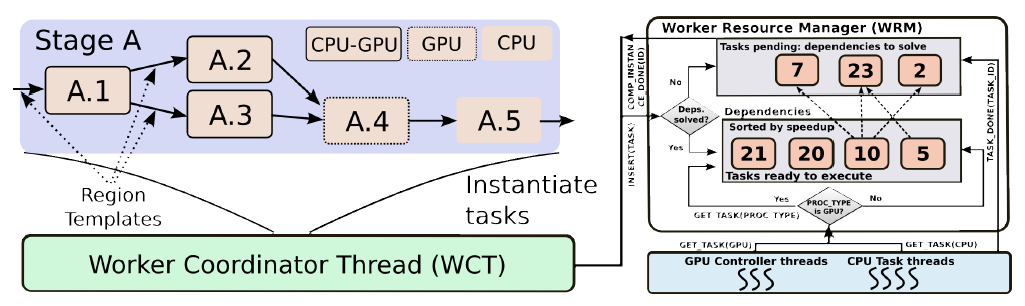 Stage A
CPU-GPU
GPU
CPU
A.1
A.2
A.3
A.4
A.5
Region
Templates
Instantiate
tasks
Worker Coordinator Thread (WCT)
Worker Resource Manager (WRM)
Tasks pending: dependencies to solve
7
23
2
COMP_INSTAN
CE_DONE(ID)
INSERT(TASK)
No
Deps.
solved?
Yes
Dependencies
Sorted by speedup
21
20
10
5
Tasks ready to execute
TASK_DONE(TASK_ID)
Yes
PROC_TYPE
is GPU?
No
GET_TASK(PROC_TYPE)
GET_TASK(GPU)
GET_TASK(CPU)
GPU Controller threads
CPU Task threads